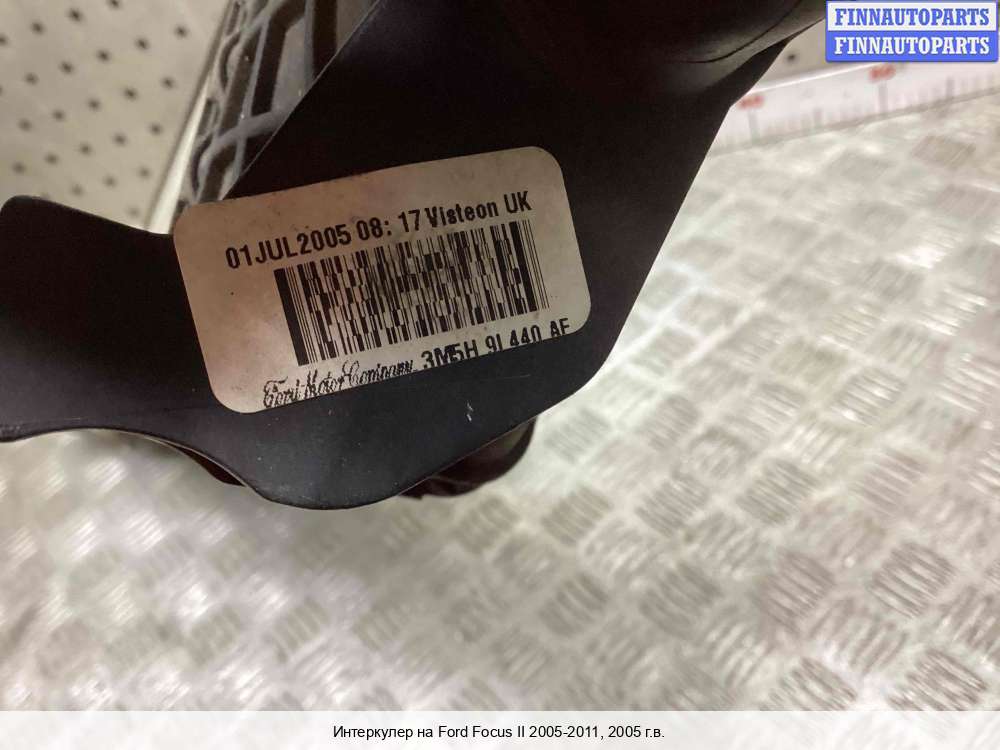 FINNAUTOPARTS
FINNAUTOPARTS
01JUL2005 08: 17 Visteon UK
Ford Motor Company 3M5H 9L440 AE
Интеркулер на Ford Focus II 2005-2011, 2005 г.в.